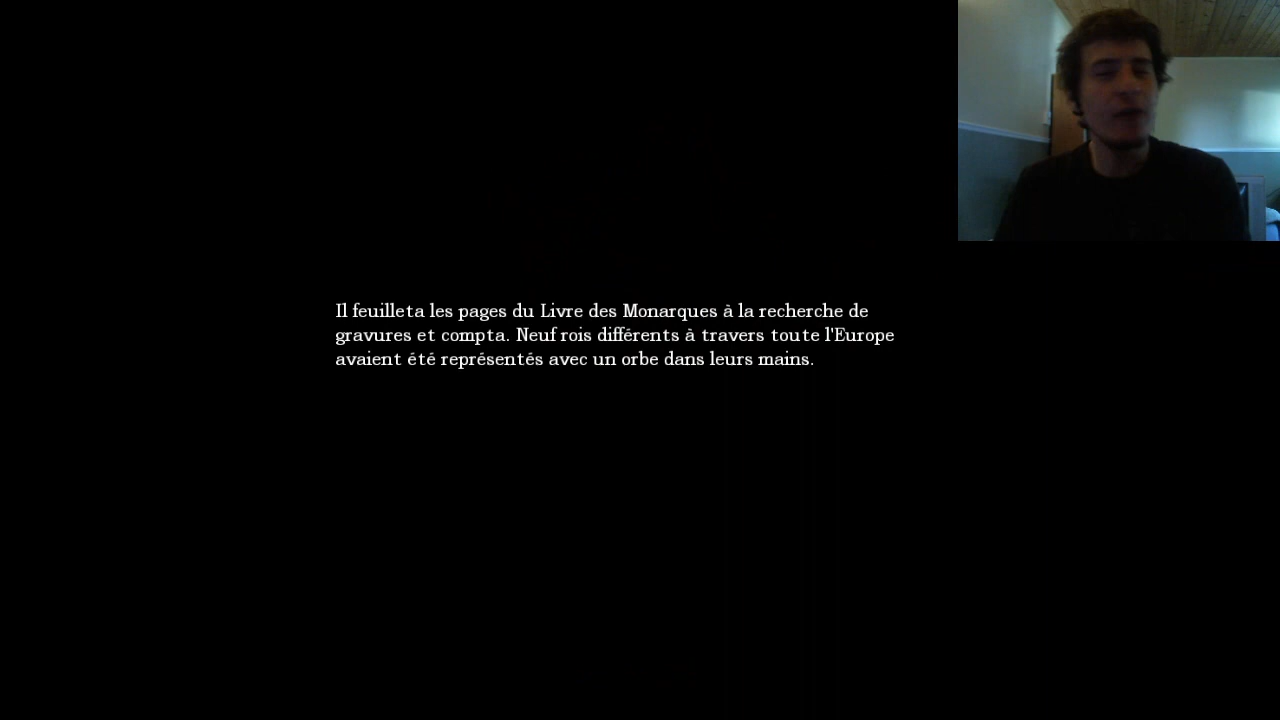 Il feuilleta les pages du Livre des Monarques à la recherche de
gravures et compta. Neuf rois différents à travers toute l'Europe
avaient été représentés avec un orbe dans leurs mains.